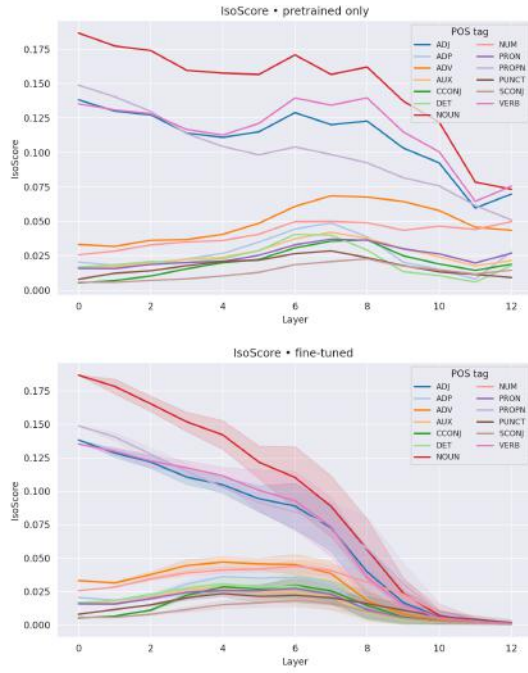 IsoScore • pretrained only
IsoScore
0.175
0.150
0.125
0.100
0.075
0.050
0.025
0.000
POS tag
ADJ
ADP
ADV
AUX
CCONJ
DET
NOUN
NUM
PRON
PROPN
PUNCT
SCONJ
VERB
0 2 4 6 8 10 12
Layer
IsoScore • fine-tuned
IsoScore
0.175
0.150
0.125
0.100
0.075
0.050
0.025
0.000
POS tag
ADJ
ADP
ADV
AUX
CCONJ
DET
NOUN
NUM
PRON
PROPN
PUNCT
SCONJ
VERB
0 2 4 6 8 10 12
Layer